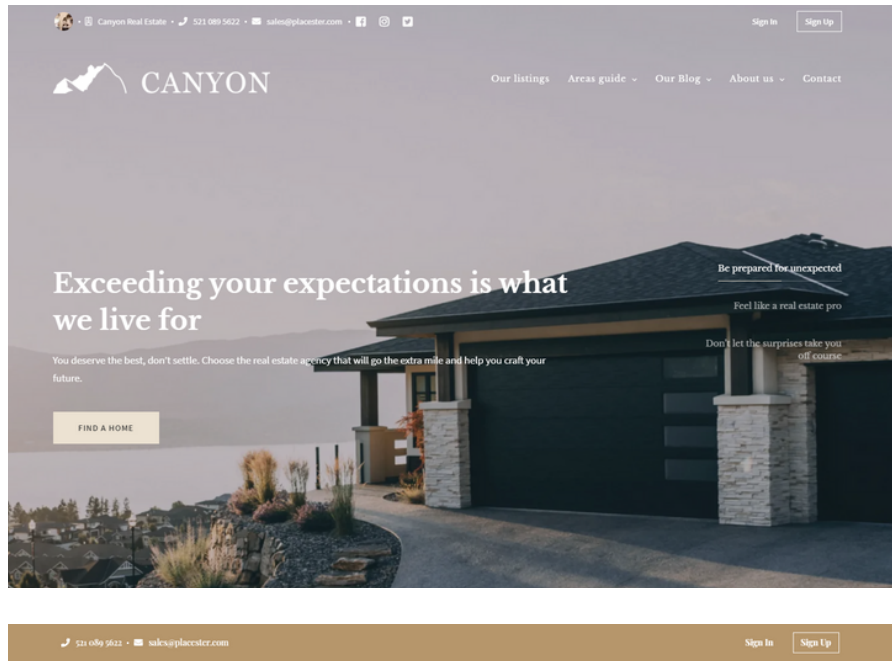 • Canyon Real Estate • 521 089 5622 • sales@placester.com •
Sign In Sign Up
CANYON
Our listings Areas guide Our Blog About us Contact
Exceeding your expectations is what
we live for
You deserve the best, don't settle. Choose the real estate agency that will go the extra mile and help you craft your
future.
FIND A HOME
Be prepared for unexpected
Feel like a real estate pro
Don't let the surprises take you
off course
521 089 5622 • sales@placester.com
Sign In Sign Up